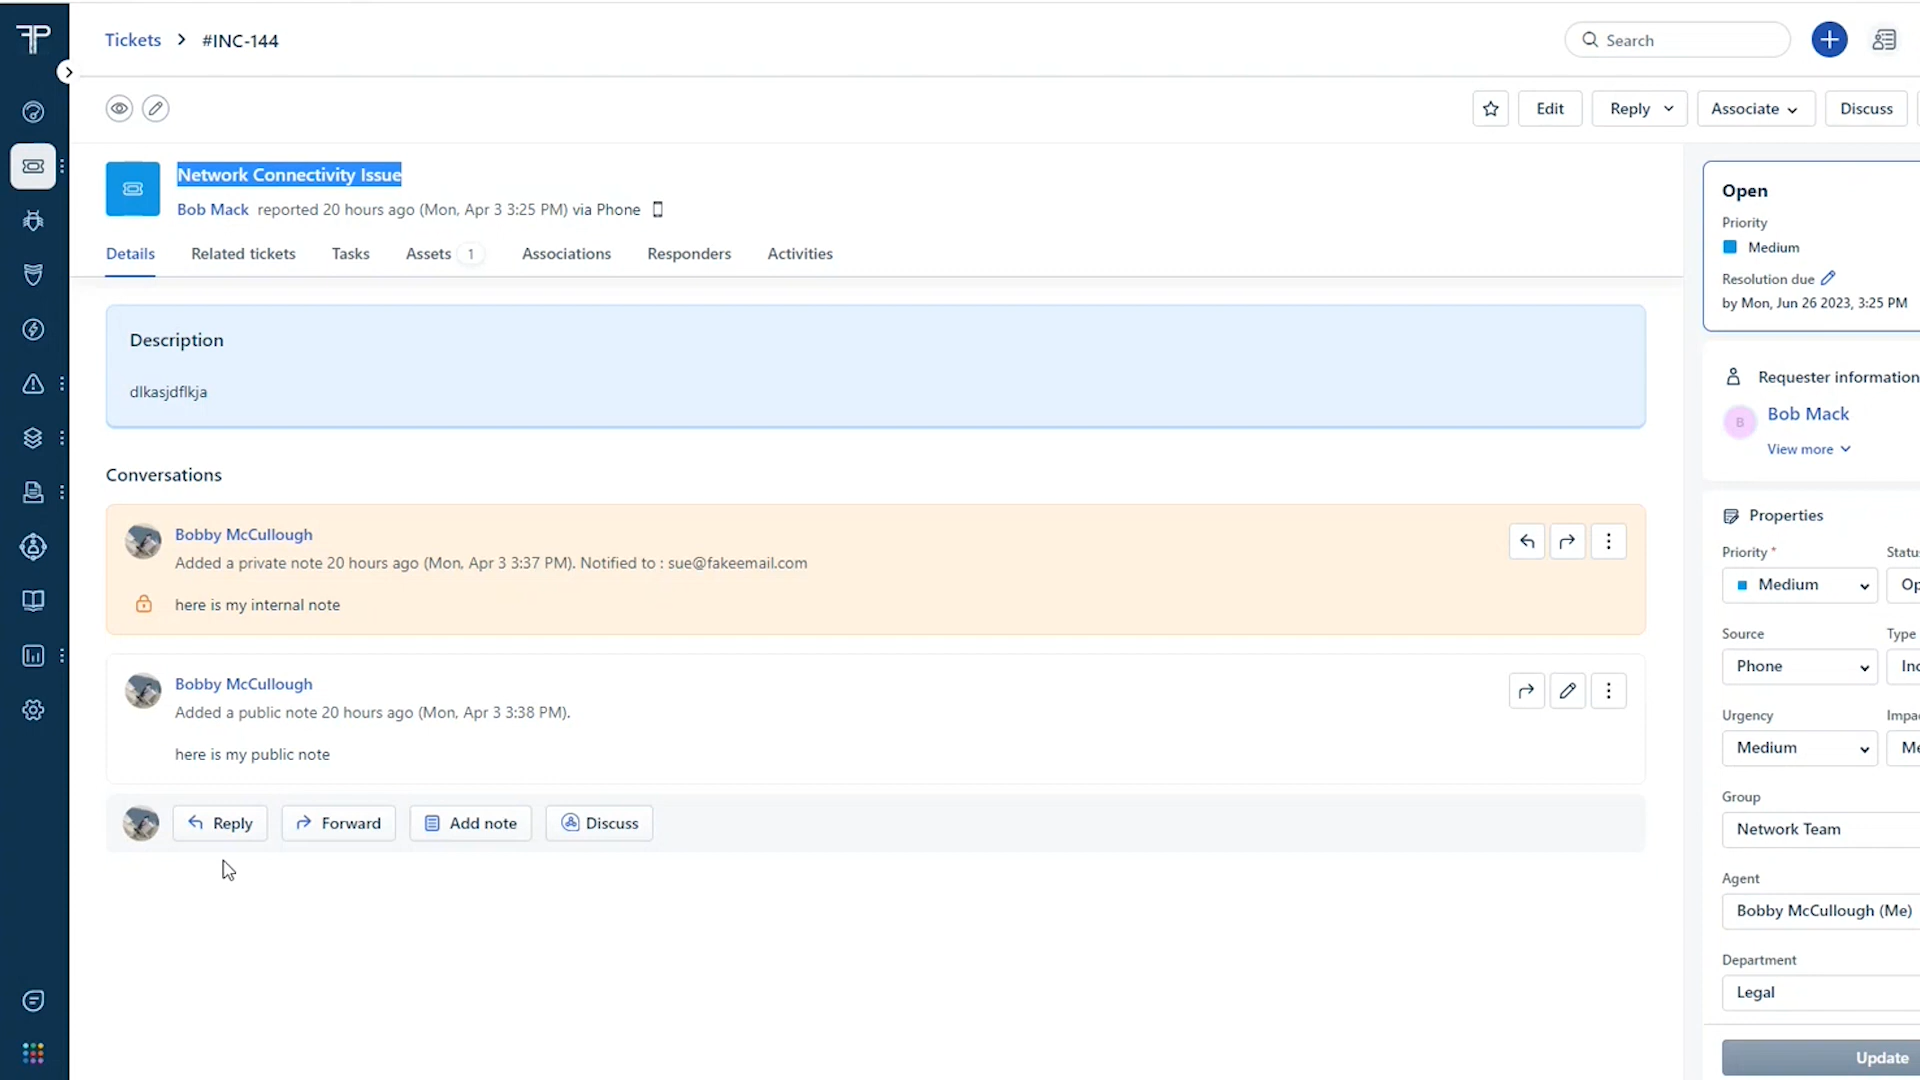 Tickets > #INC-144
Search
Edit
Reply
Associate
Discuss
Network Connectivity Issue
Bob Mack reported 20 hours ago (Mon, Apr 3 3:25 PM) via Phone
Details
Related tickets
Tasks
Assets 1
Associations
Responders
Activities
Description
dlkasjdflkja
Conversations
Bobby McCullough
Added a private note 20 hours ago (Mon, Apr 3 3:37 PM). Notified to : sue@fakeemail.com
here is my internal note
Bobby McCullough
Added a public note 20 hours ago (Mon, Apr 3 3:38 PM).
here is my public note
Reply
Forward
Add note
Discuss
Open
Priority
Medium
Resolution due
by Mon, Jun 26 2023, 3:25 PM
Requester information
B
Bob Mack
View more
Properties
Priority *
Medium
Source
Type
Phone
Urgency
Medium
Group
Network Team
Agent
Bobby McCullough (Me)
Department
Legal
Update